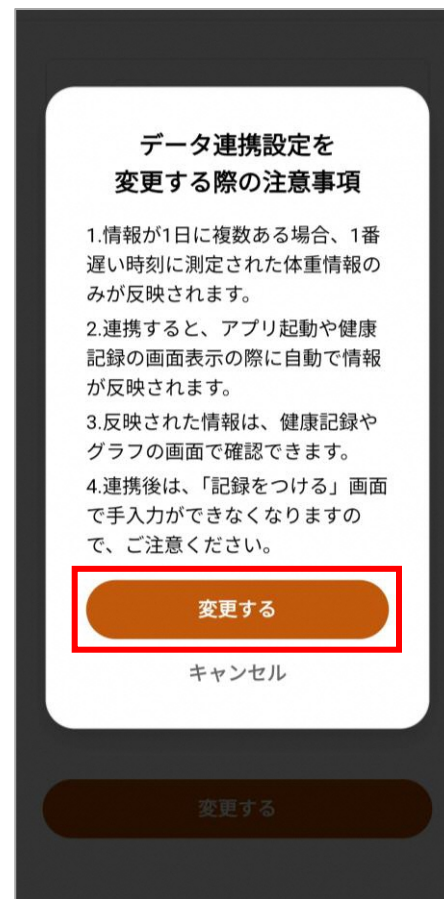 データ連携設定を
変更する際の注意事項
1.情報が1日に複数ある場合、1番
遅い時刻に測定された体重情報の
みが反映されます。
2.連携すると、アプリ起動や健康
記録の画面表示の際に自動で情報
が反映されます。
3.反映された情報は、健康記録や
グラフの画面で確認できます。
4.連携後は、「記録をつける」画面
で手入力ができなくなりますの
で、ご注意ください。
変更する
キャンセル
変更する